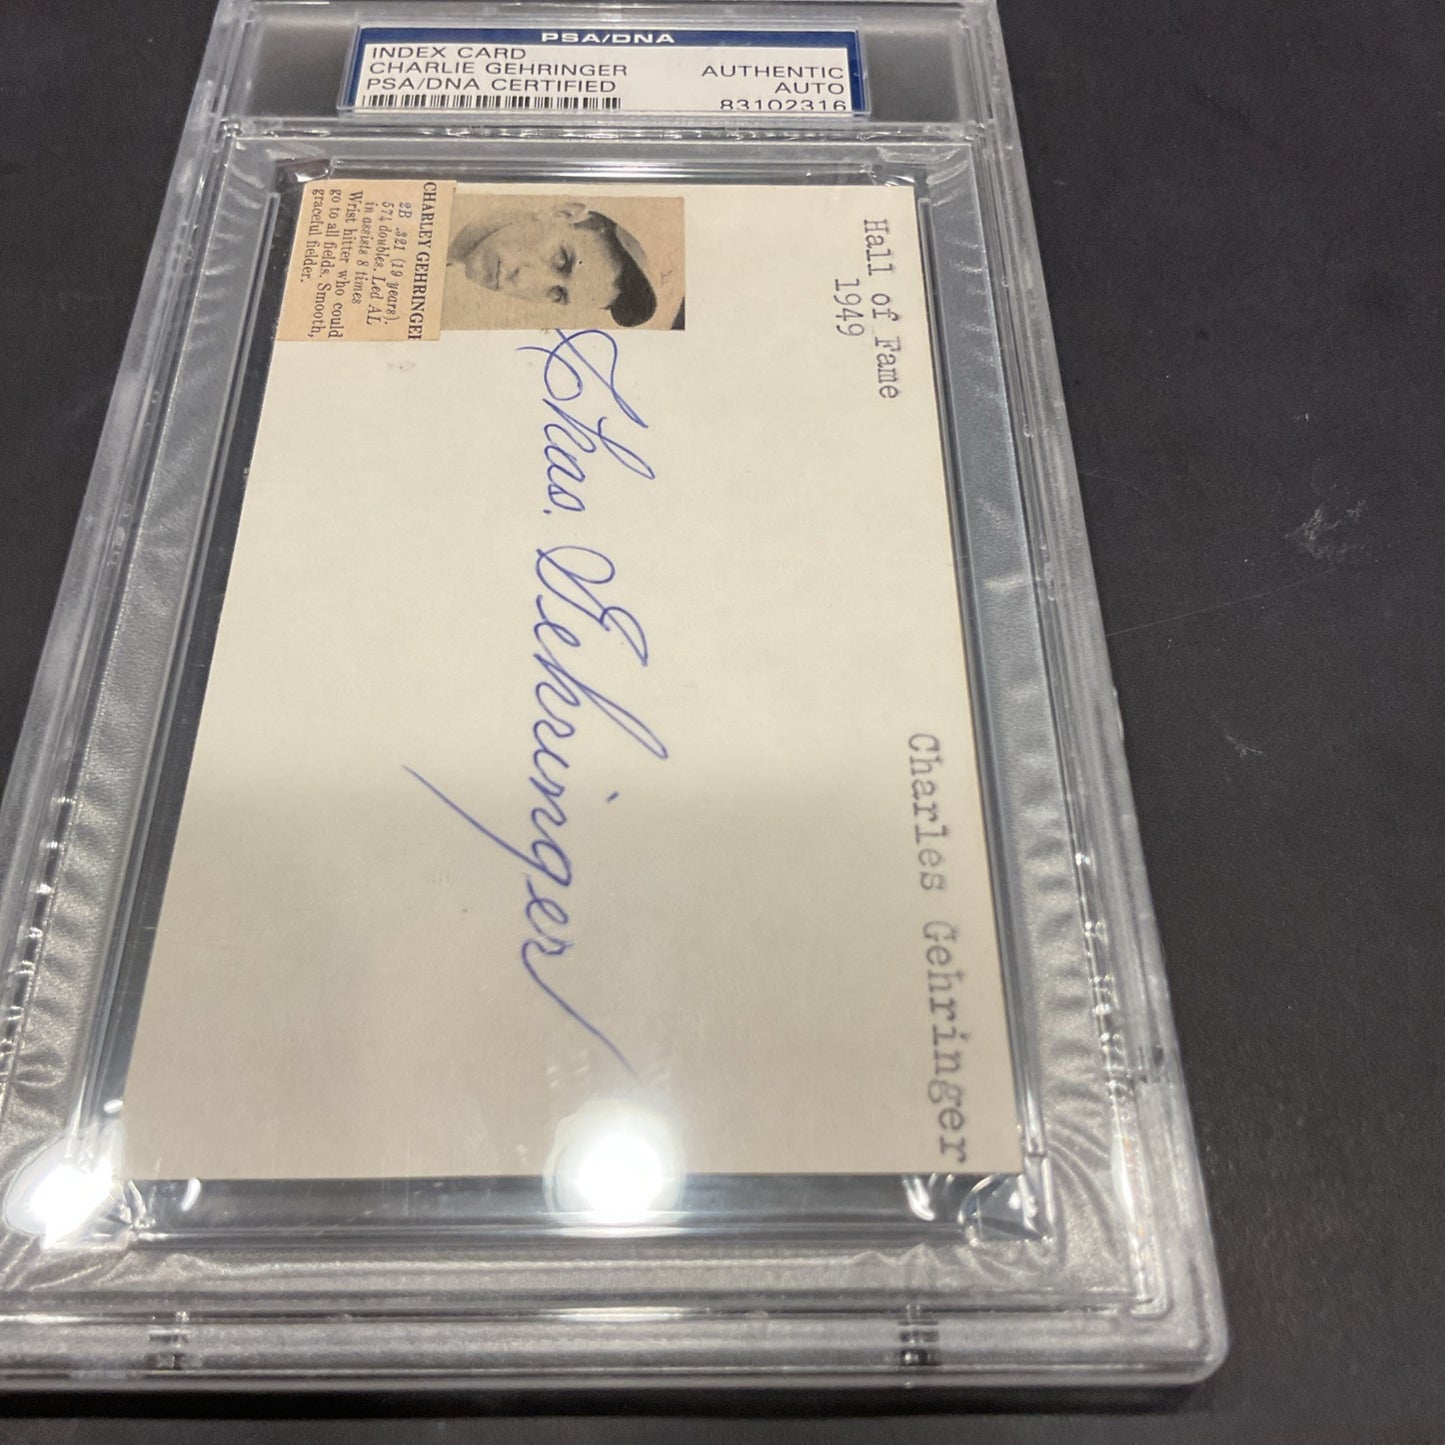 PSA/DNA
INDEX CARD
CHARLIE GEHRINGER
PSA/DNA CERTIFIED
AUTHENTIC
AUTO
83102316
Charles Gehringer
Hall of Fame
1949
Chas. Gehringer
CHARLEY GEHRINGER
2B .321 (19 years).
574 doubles. Led AL
in assists 8 times
Wrist hitter who could
go to all fields. Smooth,
graceful fielder.